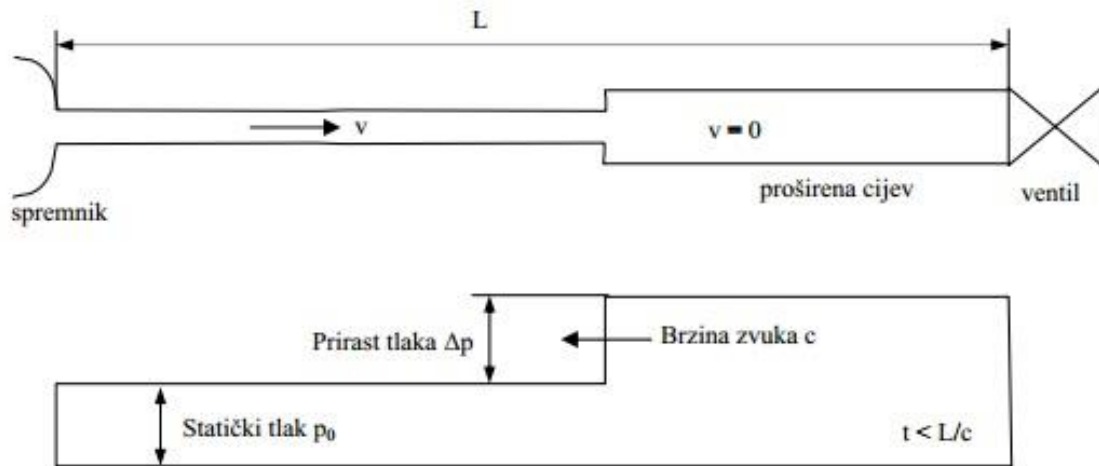 L
v
v = 0
proširena cijev
ventil
spremnik
Prirast tlaka Δp
Brzina zvuka c
Statički tlak p₀
t < L/c